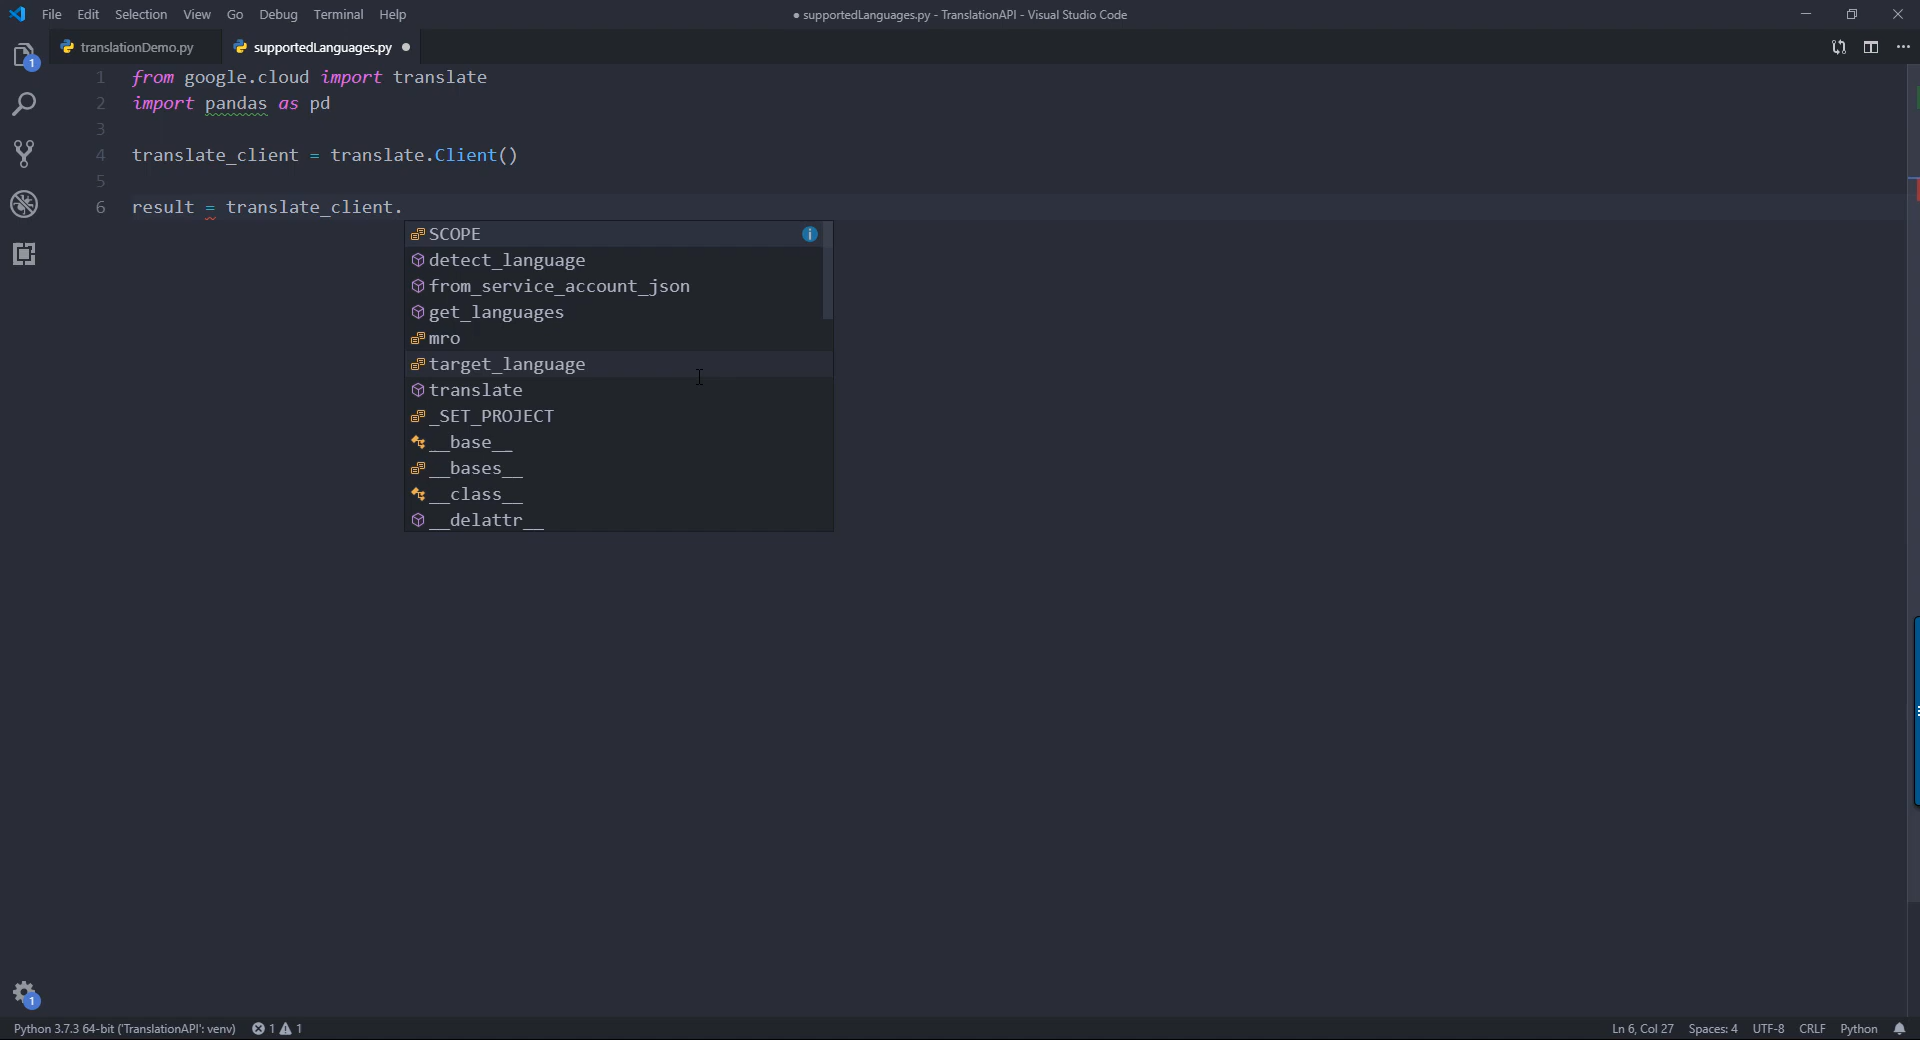 File Edit Selection View Go Debug Terminal Help
● supportedLanguages.py - TranslationAPI - Visual Studio Code
translationDemo.py
supportedLanguages.py ●
1
1 from google.cloud import translate
2 import pandas as pd
3
4 translate_client = translate.Client()
5
6 result = translate_client.
SCOPE
detect_language
from_service_account_json
get_languages
mro
target_language
translate
_SET_PROJECT
__base__
__bases__
__class__
__delattr__
1
Python 3.7.3 64-bit ('TranslationAPI': venv) 1 1
Ln 6, Col 27 Spaces: 4 UTF-8 CRLF Python